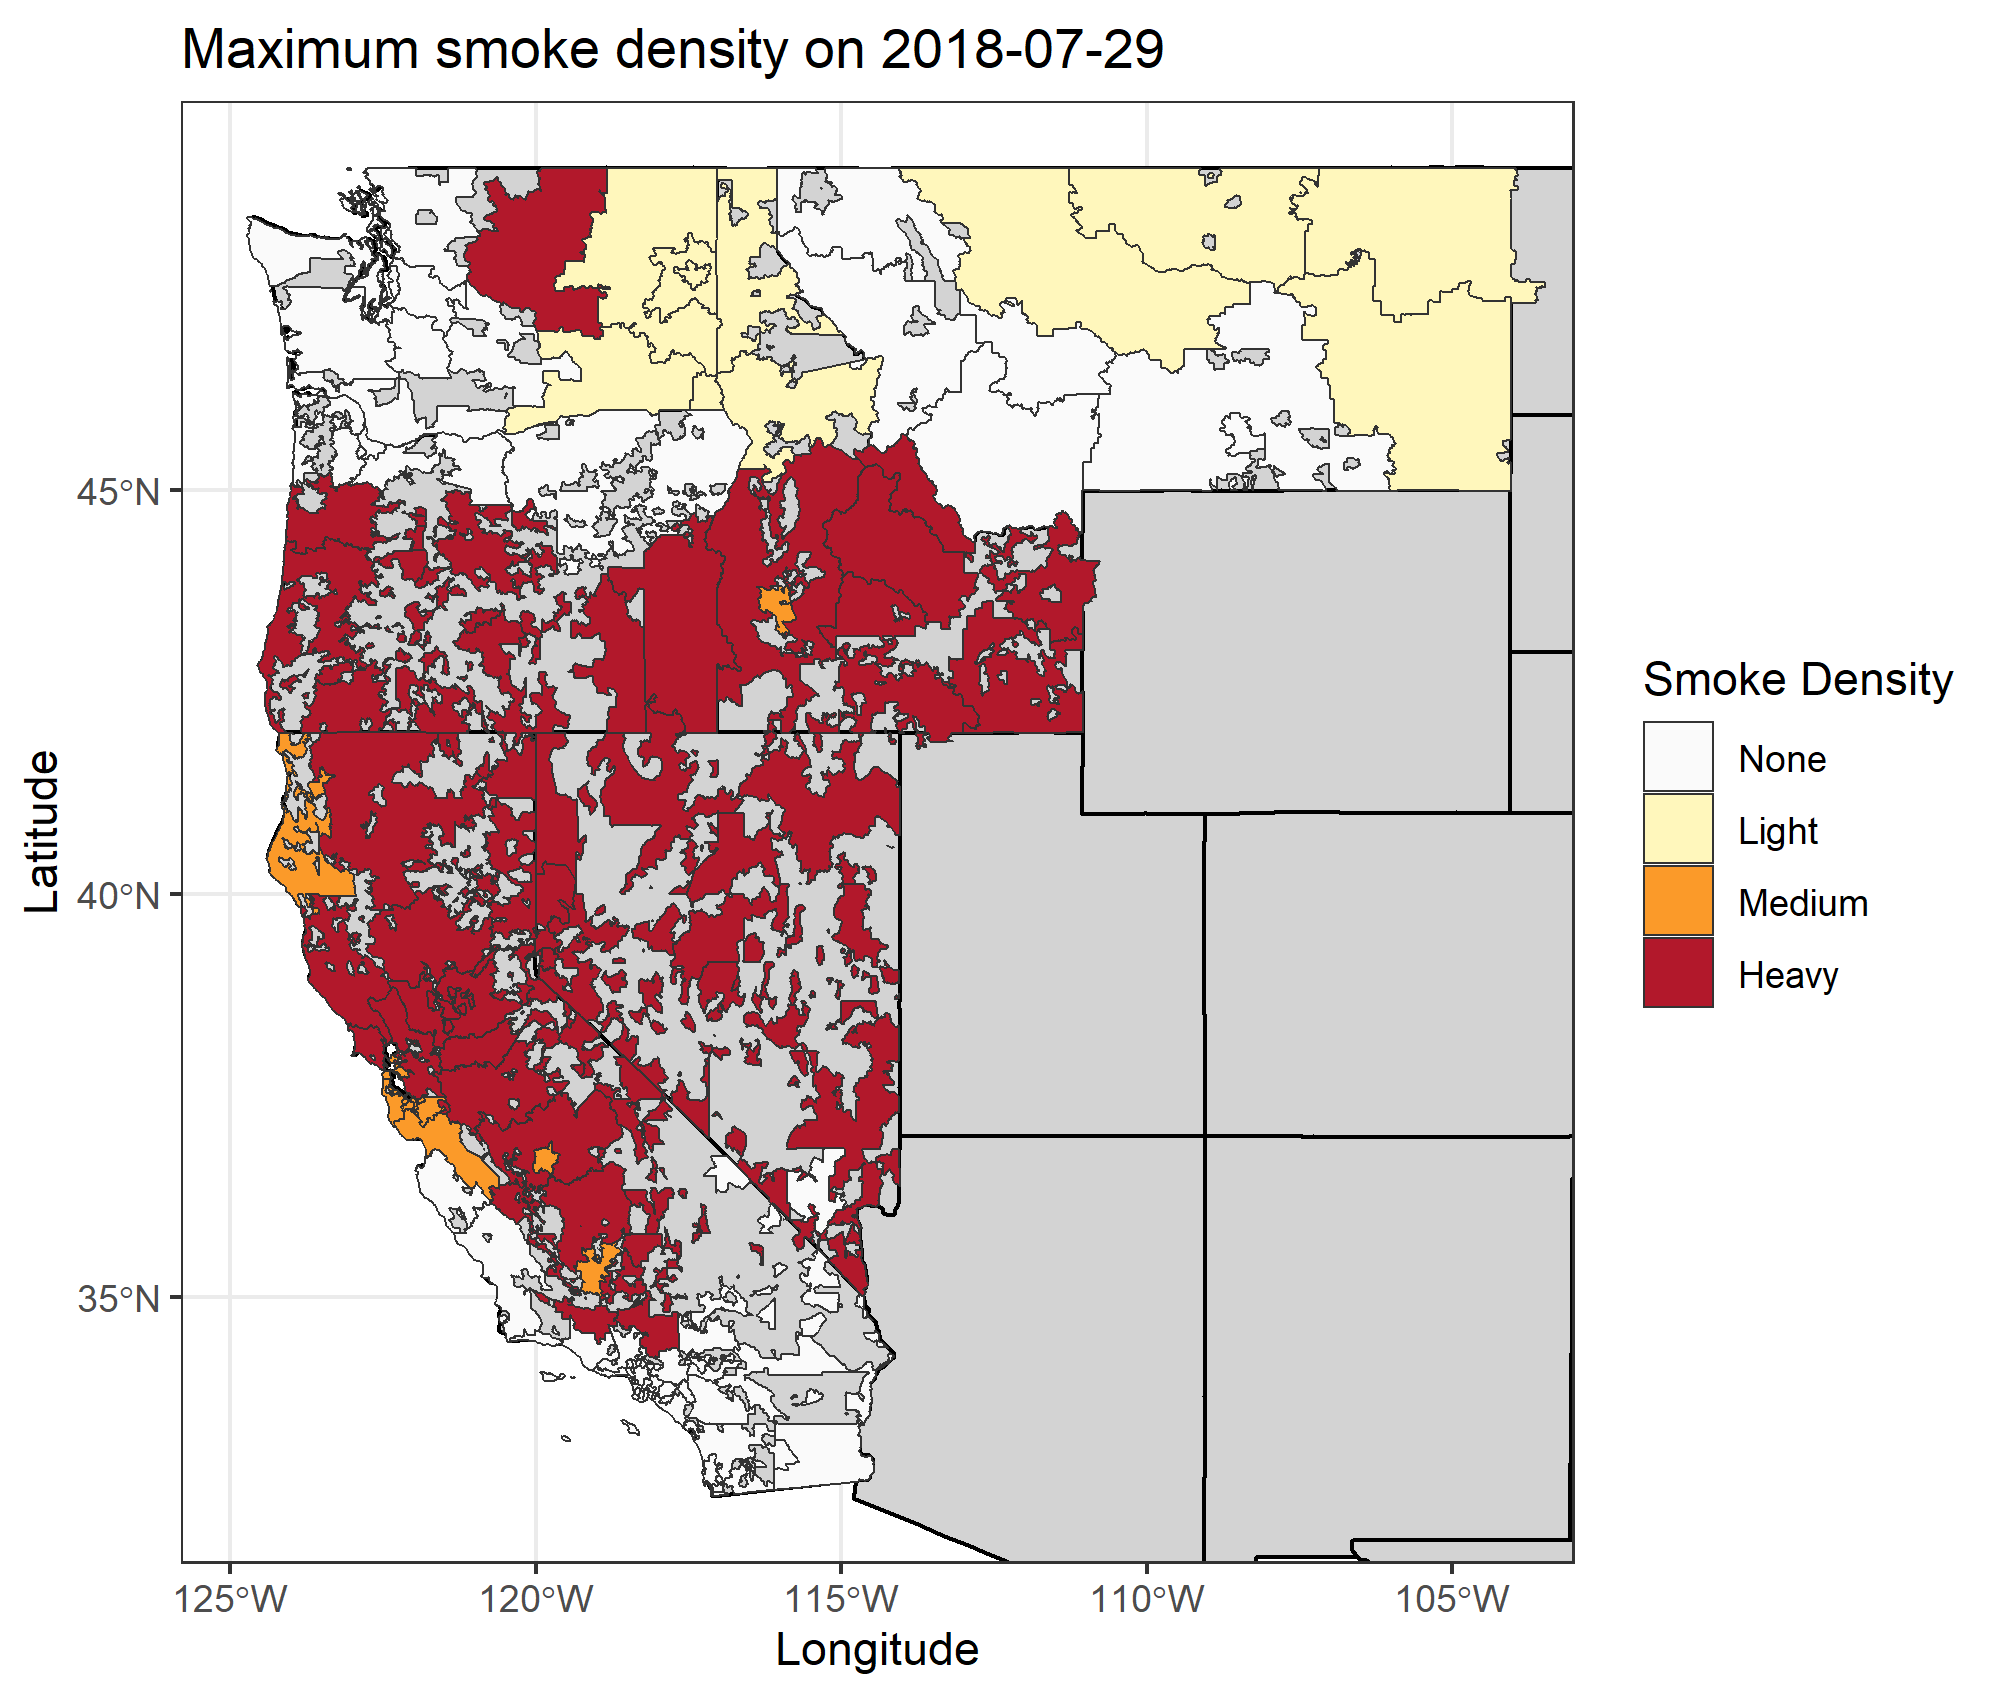 Maximum smoke density on 2018-07-29
45°N
40°N
35°N
Latitude
125°W
120°W
115°W
110°W
105°W
Longitude
Smoke Density
None
Light
Medium
Heavy